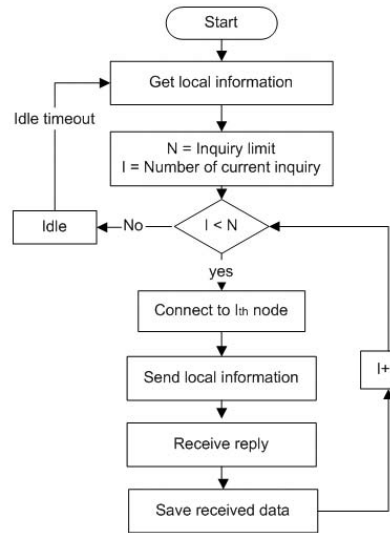 Start
Get local information
Idle timeout
N = Inquiry limit
I = Number of current inquiry
I < N
No
Idle
yes
Connect to Ith node
Send local information
I+
Receive reply
Save received data